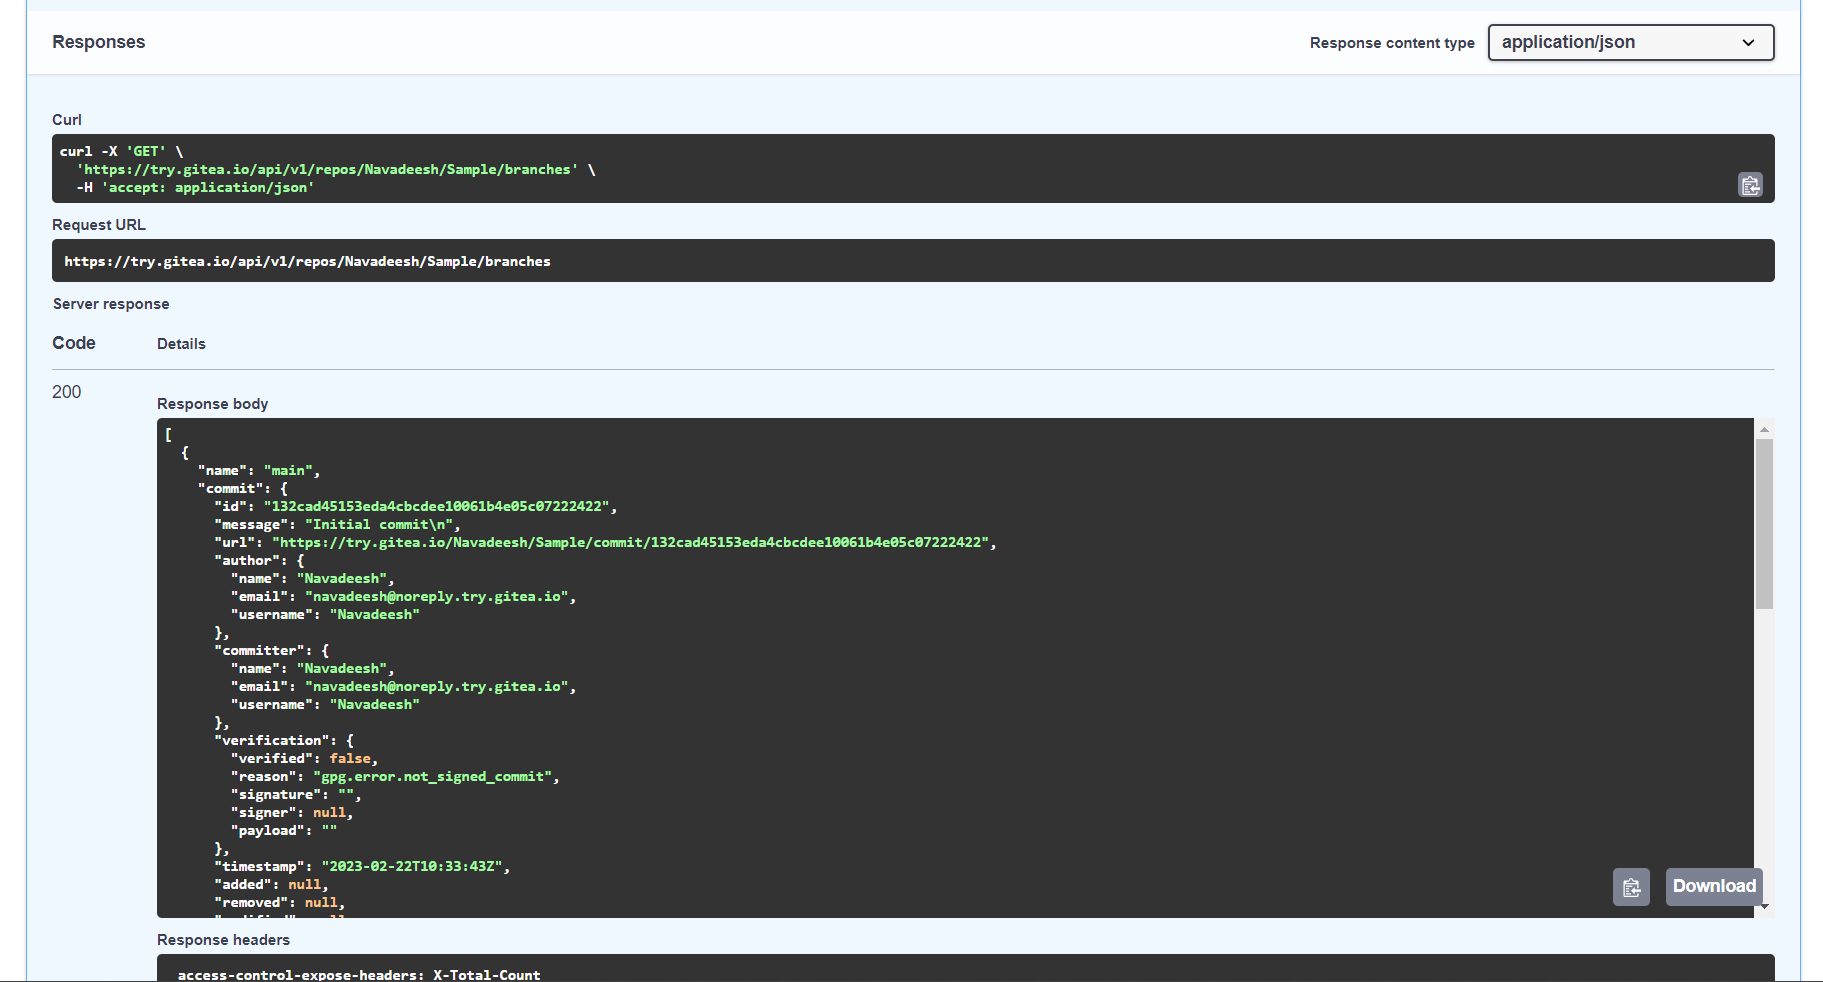 Responses
Response content type
application/json
Curl
curl -X 'GET' \
  'https://try.gitea.io/api/v1/repos/Navadeesh/Sample/branches' \
  -H 'accept: application/json'
Request URL
https://try.gitea.io/api/v1/repos/Navadeesh/Sample/branches
Server response
Code Details
200
Response body
[
  {
    "name": "main",
    "commit": {
      "id": "132cad45153eda4cbcdee10061b4e05c07222422",
      "message": "Initial commit\n",
      "url": "https://try.gitea.io/Navadeesh/Sample/commit/132cad45153eda4cbcdee10061b4e05c07222422",
      "author": {
        "name": "Navadeesh",
        "email": "navadeesh@noreply.try.gitea.io",
        "username": "Navadeesh"
      },
      "committer": {
        "name": "Navadeesh",
        "email": "navadeesh@noreply.try.gitea.io",
        "username": "Navadeesh"
      },
      "verification": {
        "verified": false,
        "reason": "gpg.error.not_signed_commit",
        "signature": "",
        "signer": null,
        "payload": ""
      },
      "timestamp": "2023-02-22T10:33:43Z",
      "added": null,
      "removed": null,
Download
Response headers
access-control-expose-headers: X-Total-Count